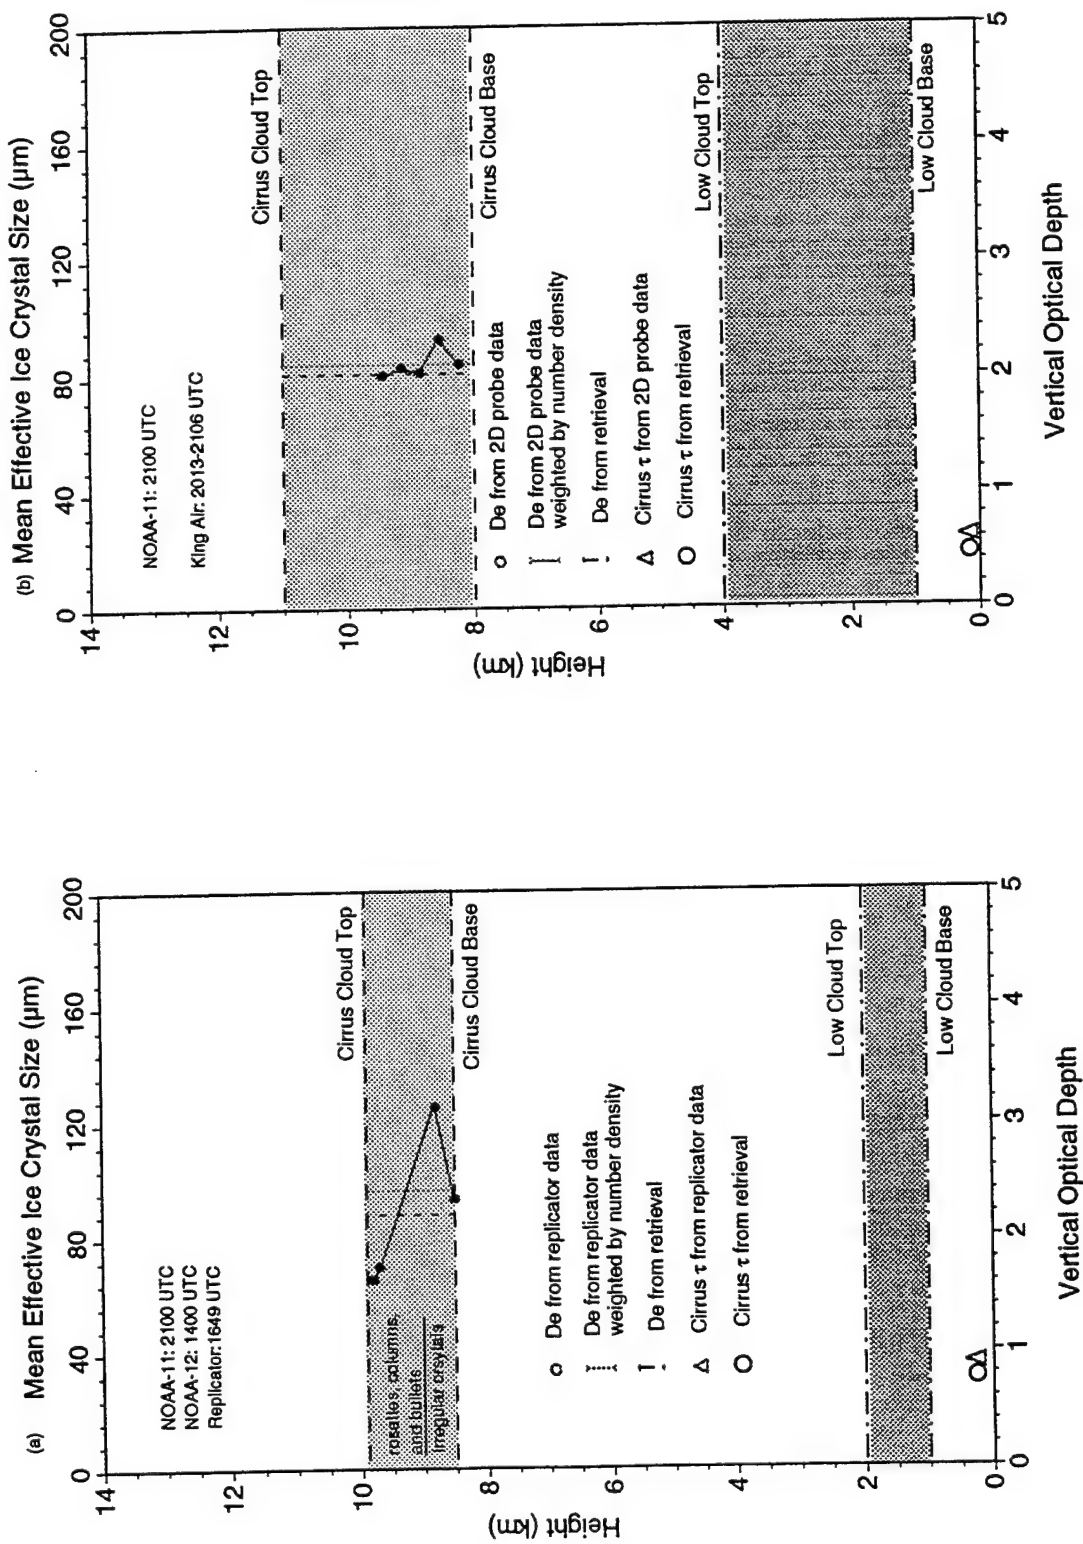 (a) Mean Effective Ice Crystal Size (μm)
0 40 80 120 160 200
14
12
10
8
6
4
2
0
Height (km)
NOAA-11: 2100 UTC
NOAA-12: 1400 UTC
Replicator:1649 UTC
Cirrus Cloud Top
rosattes, columns,
and bullets
irregular crsytals
Cirrus Cloud Base
De from replicator data
De from replicator data
weighted by number density
De from retrieval
Cirrus τ from replicator data
Cirrus τ from retrieval
Low Cloud Top
Low Cloud Base
0 1 2 3 4 5
Vertical Optical Depth
(b) Mean Effective Ice Crystal Size (μm)
0 40 80 120 160 200
14
12
10
8
6
4
2
0
Height (km)
NOAA-11: 2100 UTC
King Air: 2013-2106 UTC
Cirrus Cloud Top
Cirrus Cloud Base
De from 2D probe data
De from 2D probe data
weighted by number density
De from retrieval
Cirrus τ from 2D probe data
Cirrus τ from retrieval
Low Cloud Top
Low Cloud Base
0 1 2 3 4 5
Vertical Optical Depth